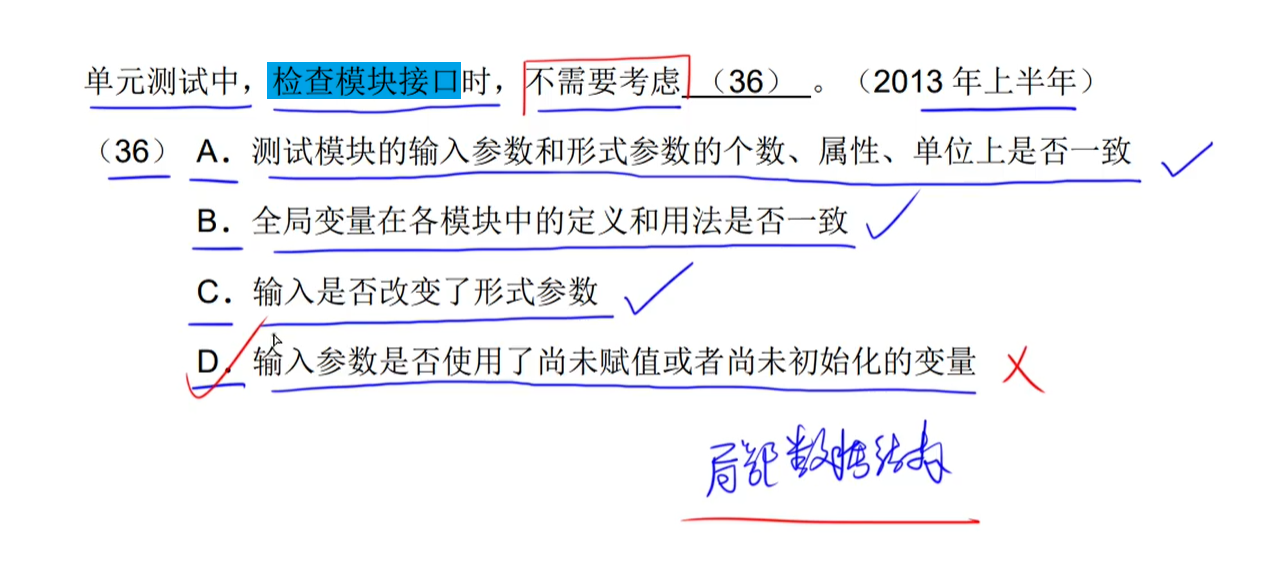 单元测试中，检查模块接口时，不需要考虑（36）。（2013 年上半年）
（36） A. 测试模块的输入参数和形式参数的个数、属性、单位上是否一致
B. 全局变量在各模块中的定义和用法是否一致
C. 输入是否改变了形式参数
D. 输入参数是否使用了尚未赋值或者尚未初始化的变量
局部数据结构